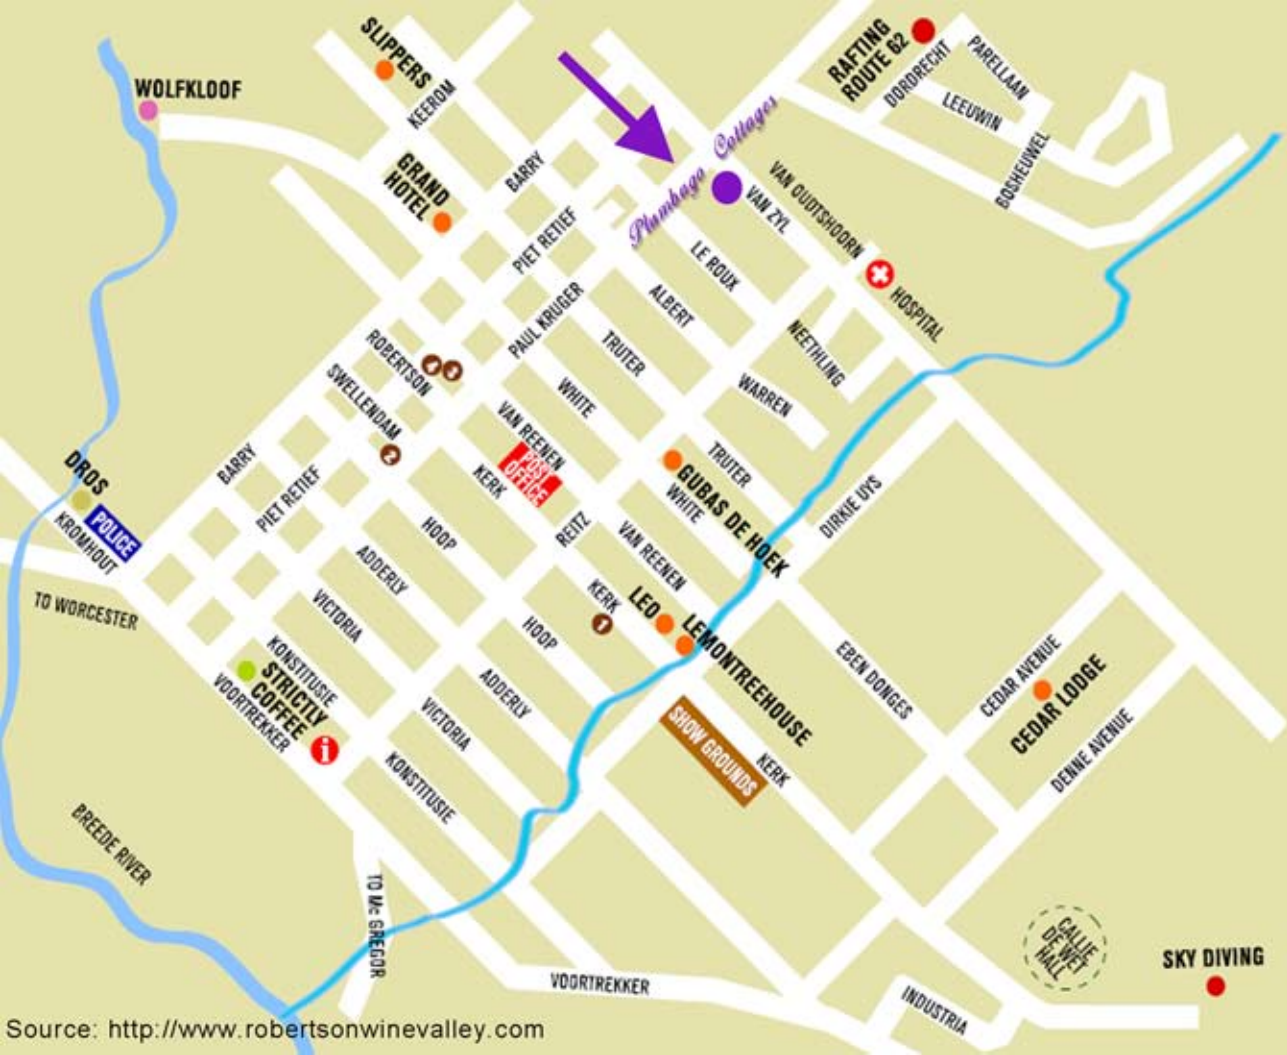 SLIPPERS
RAFTING
ROUTE 62
PARELLAAN
DORDRECHT
WOLFKLOOF
KEEROM
LEEUWIN
Plumbago Cottages
BARRY
BOSHEUWEL
GRAND
HOTEL
VAN OUDTSHOORN
VAN ZYL
PIET RETIEF
LE ROUX
HOSPITAL
ALBERT
PAUL KRUGER
NEETHLING
TRUTER
ROBERTSON
SWELLENDAM
WHITE
WARREN
VAN REENEN
DROS
BARRY
POST
OFFICE
TRUTER
GUBAS DE HOEK
KERK
WHITE
PIET RETIEF
2
DIRKIE UYS
POLICE
KROMHOUT
HOOP
REITZ
VAN REENEN
ADDERLY
TO WORCESTER
VICTORIA
KERK
LEO
1
LEMONTREEHOUSE
HOOP
KONSTITUSIE
EBEN DONGES
CEDAR AVENUE
CEDAR LODGE
STRICTLY
COFFEE
VOORTREKKER
i
ADDERLY
VICTORIA
SHOW GROUNDS
KERK
DENNE AVENUE
KONSTITUSIE
BREEDE RIVER
TO Mc GREGOR
CALLIE
DE WET
HALL
SKY DIVING
VOORTREKKER
INDUSTRIA
Source: http://www.robertsonwinevalley.com